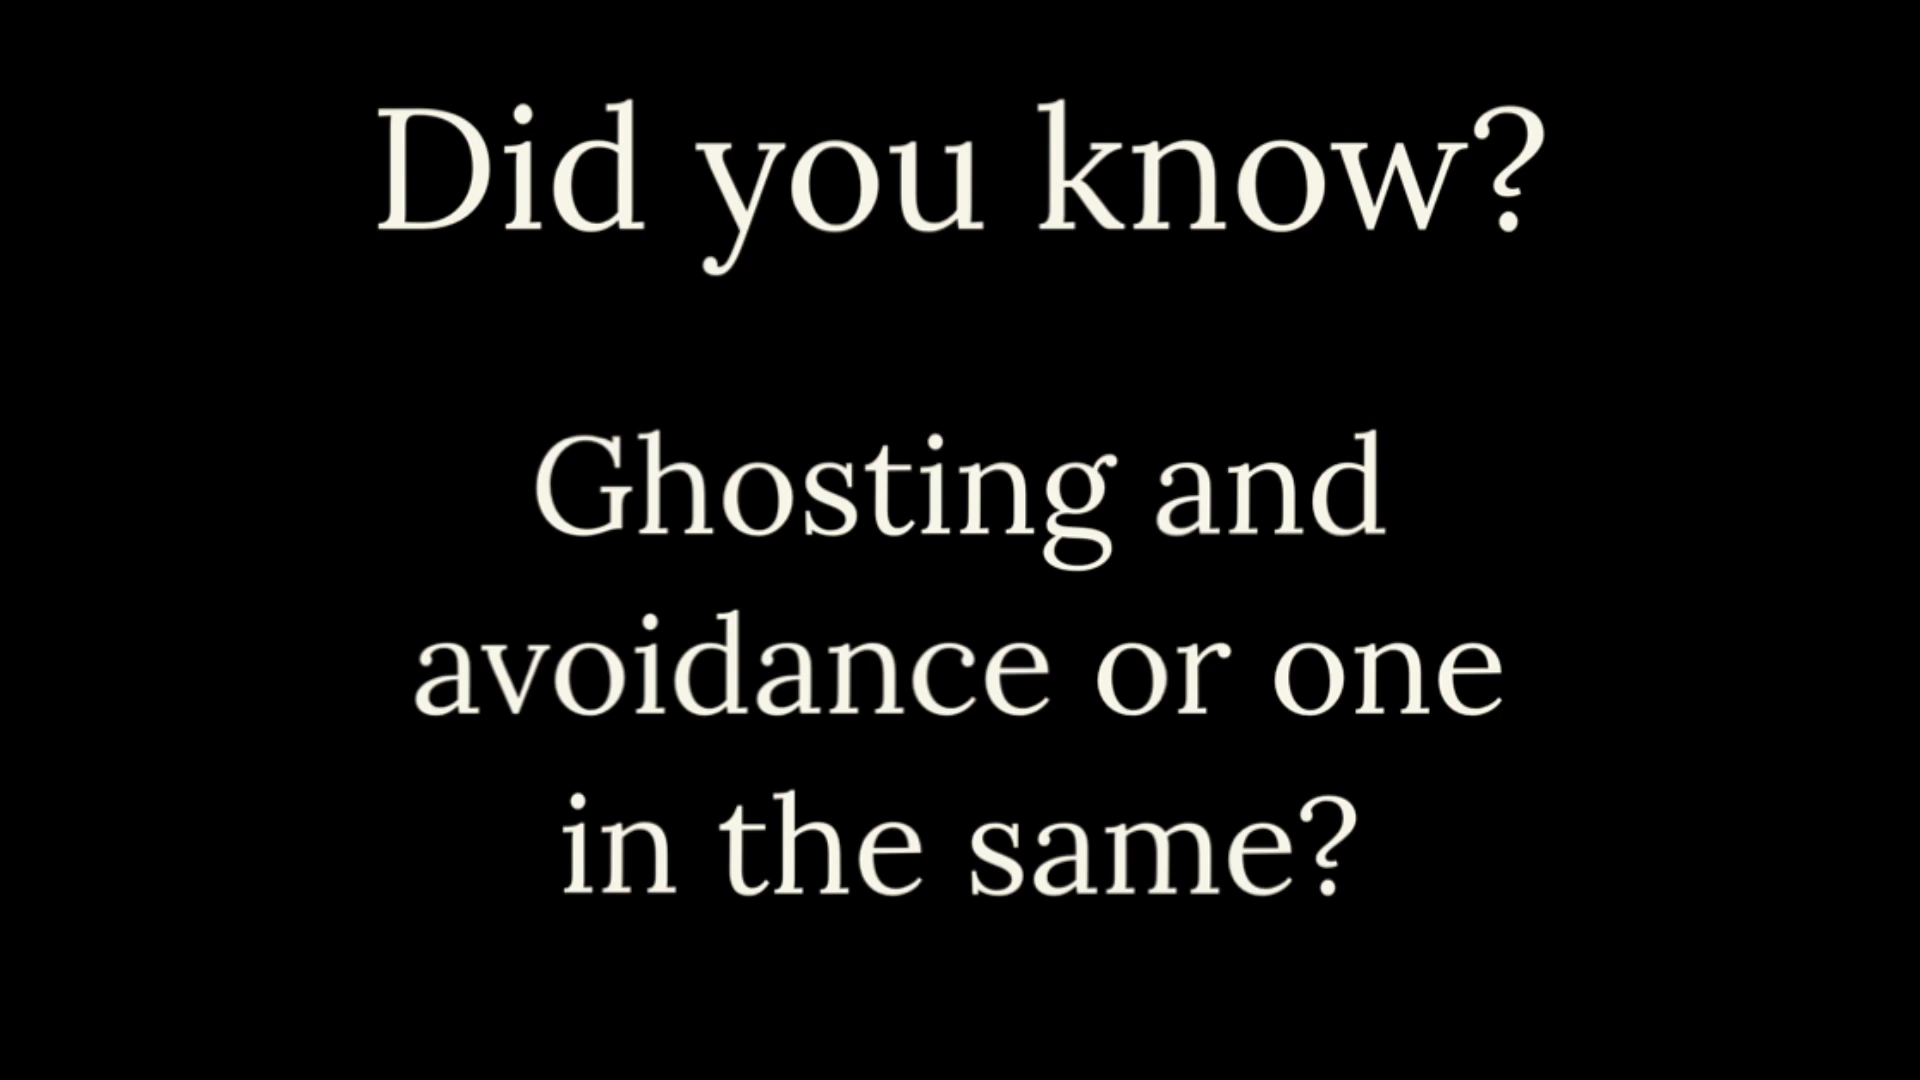 Did you know?
Ghosting and
avoidance or one
in the same?